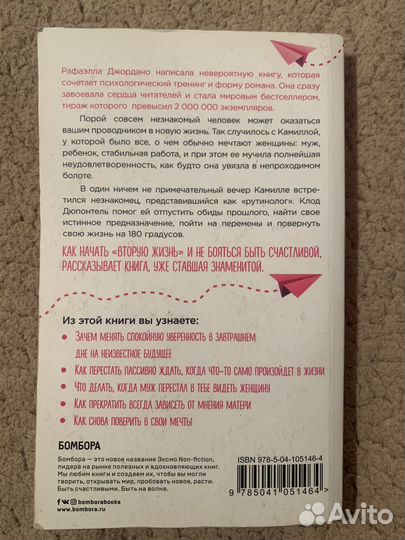 Рафаэлла Джордано написала невероятную книгу, которая
сочетает психологический тренинг и форму романа. Она сразу
завоевала сердца читателей и стала мировым бестселлером,
тираж которого превысил 2 000 000 экземпляров.
Порой совсем незнакомый человек может оказаться
вашим проводником в новую жизнь. Так случилось с Камиллой,
у которой было все, о чем обычно мечтают женщины: муж,
ребенок, стабильная работа, и при этом ее мучила полнейшая
неудовлетворенность, как будто она увязла в непроходимом
болоте.
В один ничем не примечательный вечер Камилле встре-
тился незнакомец, представившийся как «рутинолог». Клод
Дюпонтель помог ей отпустить обиды прошлого, найти свое
истинное предназначение, пойти на перемены и повернуть
свою жизнь на 180 градусов.
КАК НАЧАТЬ «ВТОРУЮ ЖИЗНЬ» И НЕ БОЯТЬСЯ БЫТЬ СЧАСТЛИВОЙ,
РАССКАЗЫВАЕТ КНИГА, УЖЕ СТАВШАЯ ЗНАМЕНИТОЙ.
Из этой книги вы узнаете:
• ЗАЧЕМ МЕНЯТЬ СПОКОЙНУЮ УВЕРЕННОСТЬ В ЗАВТРАШНЕМ
ДНЕ НА НЕИЗВЕСТНОЕ БУДУЩЕЕ
• КАК ПЕРЕСТАТЬ ПАССИВНО ЖДАТЬ, КОГДА ЧТО-ТО САМО ПРОИЗОЙДЕТ В ЖИЗНИ
• ЧТО ДЕЛАТЬ, КОГДА МУЖ ПЕРЕСТАЛ В ТЕБЕ ВИДЕТЬ ЖЕНЩИНУ
• КАК ПРЕКРАТИТЬ ВСЕГДА ЗАВИСЕТЬ ОТ МНЕНИЯ МАТЕРИ
• КАК СНОВА ПОВЕРИТЬ В СВОИ МЕЧТЫ
БОМБОРА
Бомбора — это новое название Эксмо Non-fiction,
лидера на рынке полезных и вдохновляющих книг.
Мы любим книги и создаем их, чтобы вы могли
открывать мир, пробовать новое, расти.
Быть счастливыми. Быть на волне.
bomborabooks
www.bombora.ru
ISBN 978-5-04-105146-4
9 785041 051464 >
Avito